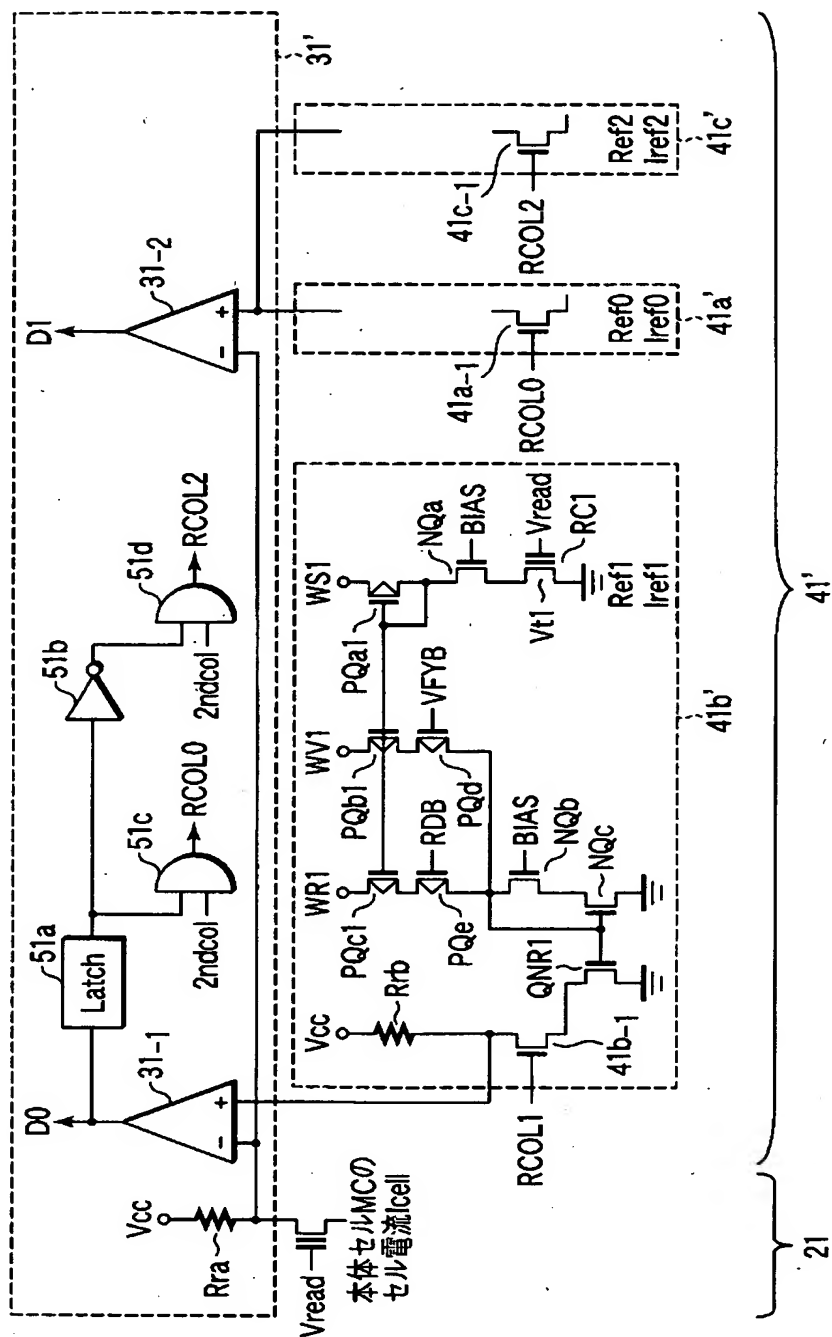 D0
D1
31-1
31-2
31'
51a
Latch
51b
51c
51d
RCOL0
RCOL2
2ndcol
2ndcol
Vcc
Rra
Vread
本体セルMCの
セル電流Icell
Vcc
Rrb
RCOL1
41b-1
WR1
WV1
WS1
PQc1
PQb1
PQa1
RDB
VFYB
PQe
PQd
NQa
BIAS
BIAS
NQb
NQc
QNR1
Vread
Vt1
RC1
Ref1
Iref1
41b'
41a-1
RCOL0
Ref0
Iref0
41a'
41c-1
RCOL2
Ref2
Iref2
41c'
21
41'